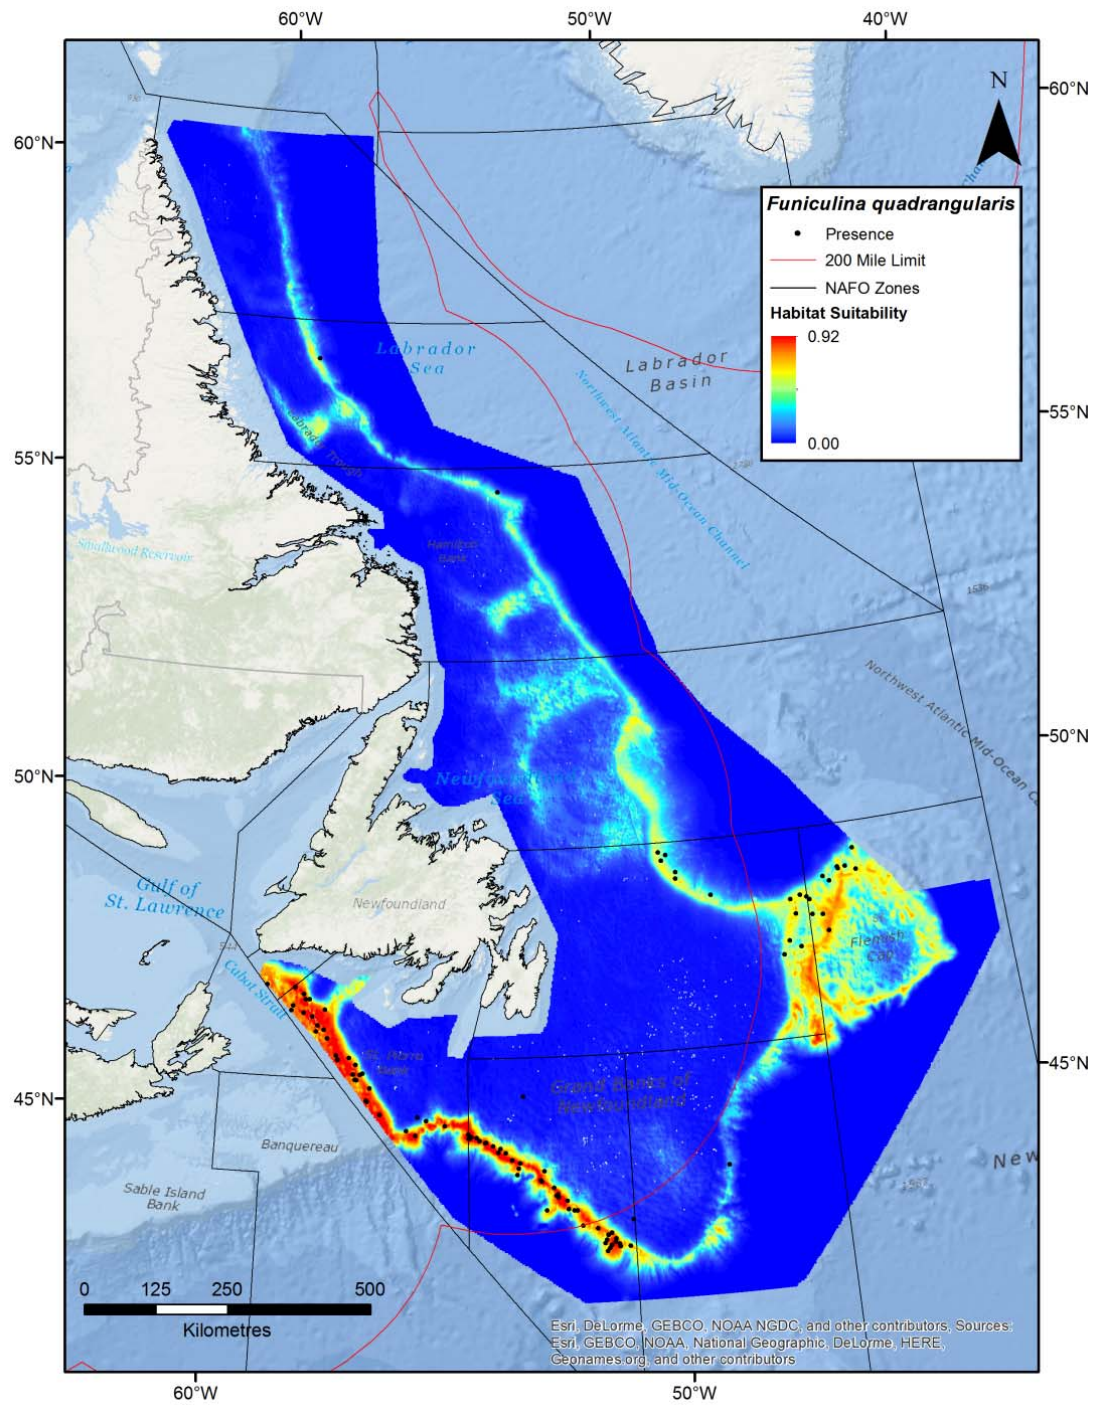 60°W
50°W
40°W
60°N
60°N
N
Funiculina quadrangularis
Presence
200 Mile Limit
NAFO Zones
Habitat Suitability
0.92
0.00
Labrador
Sea
Labrador
Basin
Northwest Atlantic Mid-Ocean Channel
55°N
55°N
Labrador Trough
Hamilton
Bank
Smallwood Reservoir
1536
Northwest Atlantic Mid-Ocean C
50°N
50°N
Newfoundland
Sea
Gulf of
St. Lawrence
Newfoundland
Flemish
Cap
Cabot Strait
St. Pierre
Bank
45°N
45°N
Grand Banks of
Newfoundland
Banquereau
Sable Island
Bank
New
0 125 250 500
Kilometres
Esri, DeLorme, GEBCO, NOAA NGDC, and other contributors, Sources:
Esri, GEBCO, NOAA, National Geographic, DeLorme, HERE,
Geonames.org, and other contributors
60°W
50°W